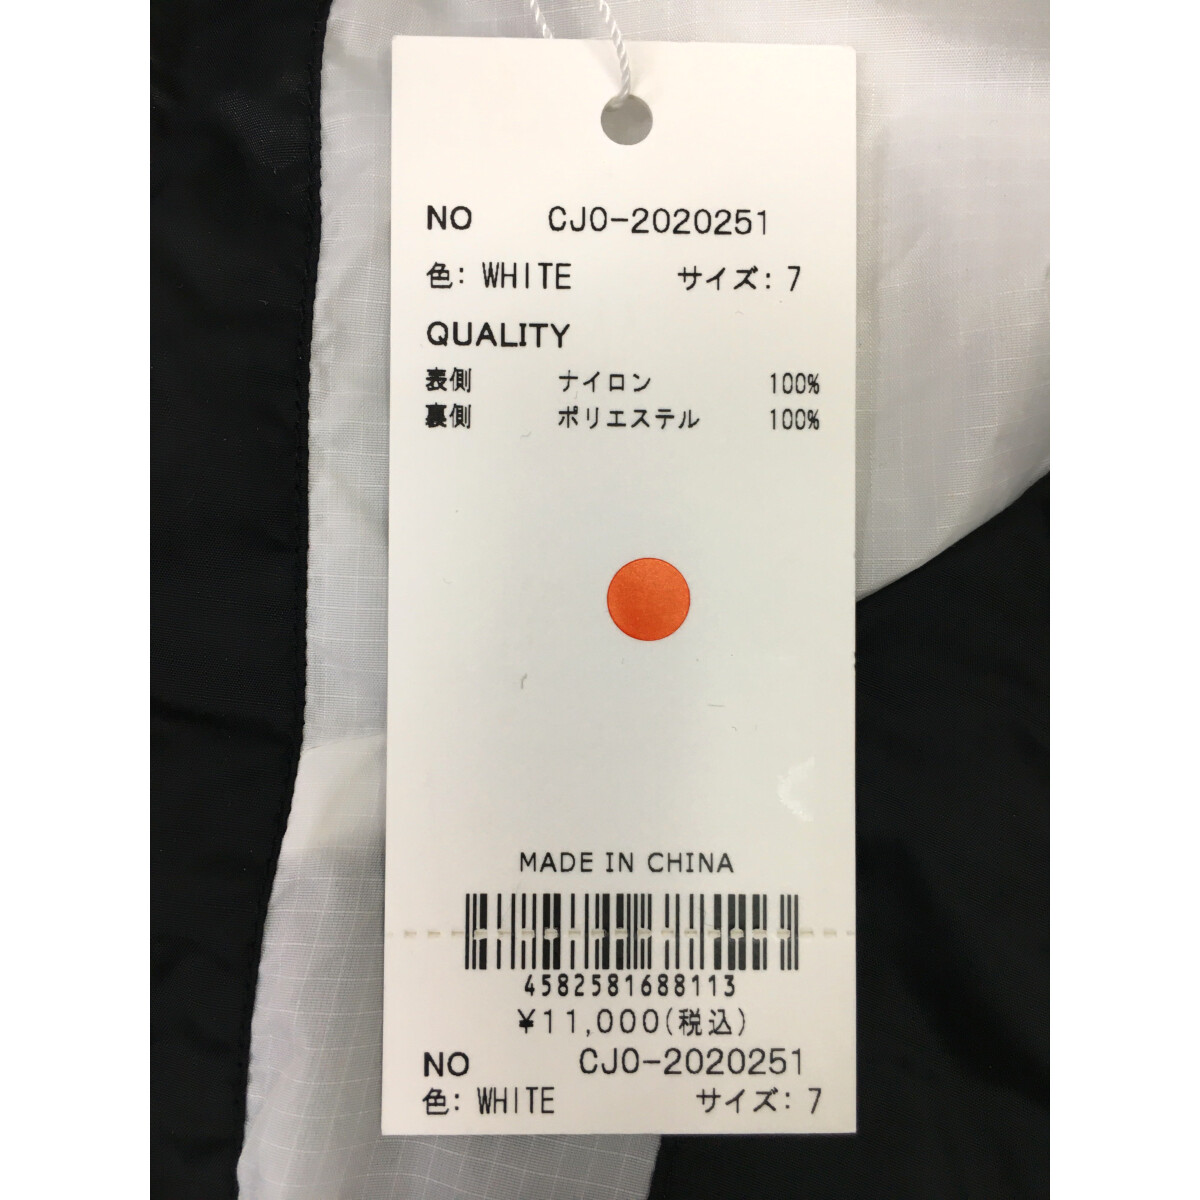 NO CJO-2020251
色: WHITE サイズ: 7
QUALITY
表側 ナイロン 100%
裏側 ポリエステル 100%
MADE IN CHINA
4582581688113
¥11,000(税込)
NO CJO-2020251
色: WHITE サイズ: 7